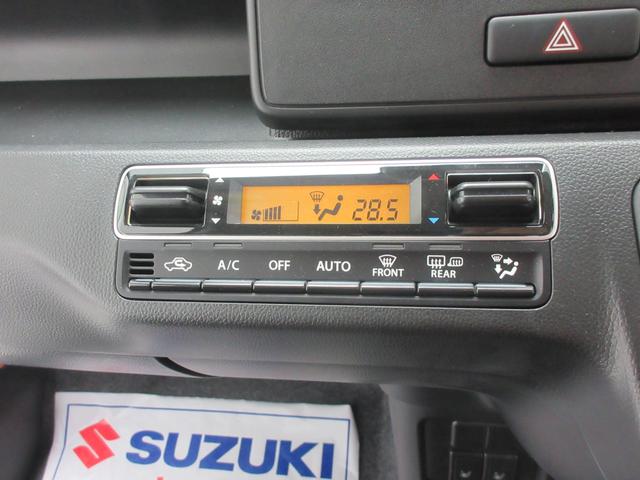 28.5
A/C OFF AUTO FRONT REAR
SUZUKI